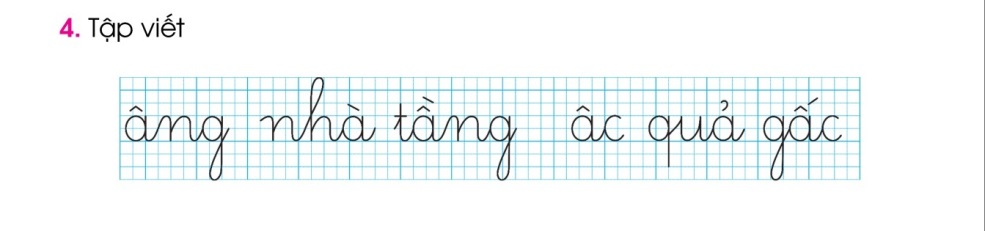 4. Tập viết
âng nhà tầng âc quả gấc